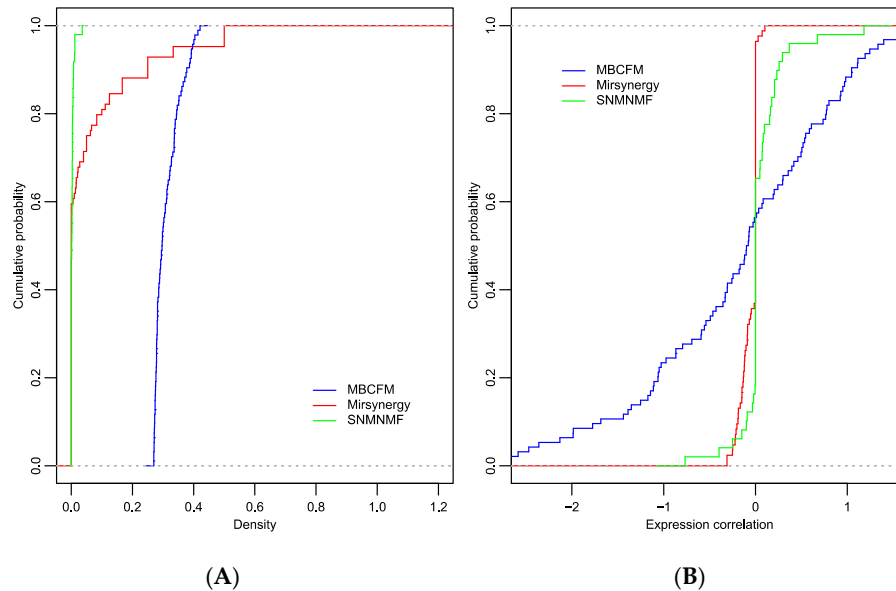 1.0
0.8
0.6
0.4
0.2
0.0
Cumulative probability
MBCFM
Mirsynergy
SNMNMF
0.0 0.2 0.4 0.6 0.8 1.0 1.2
Density
(A)
1.0
0.8
0.6
0.4
0.2
0.0
Cumulative probability
MBCFM
Mirsynergy
SNMNMF
−2 −1 0 1
Expression correlation
(B)